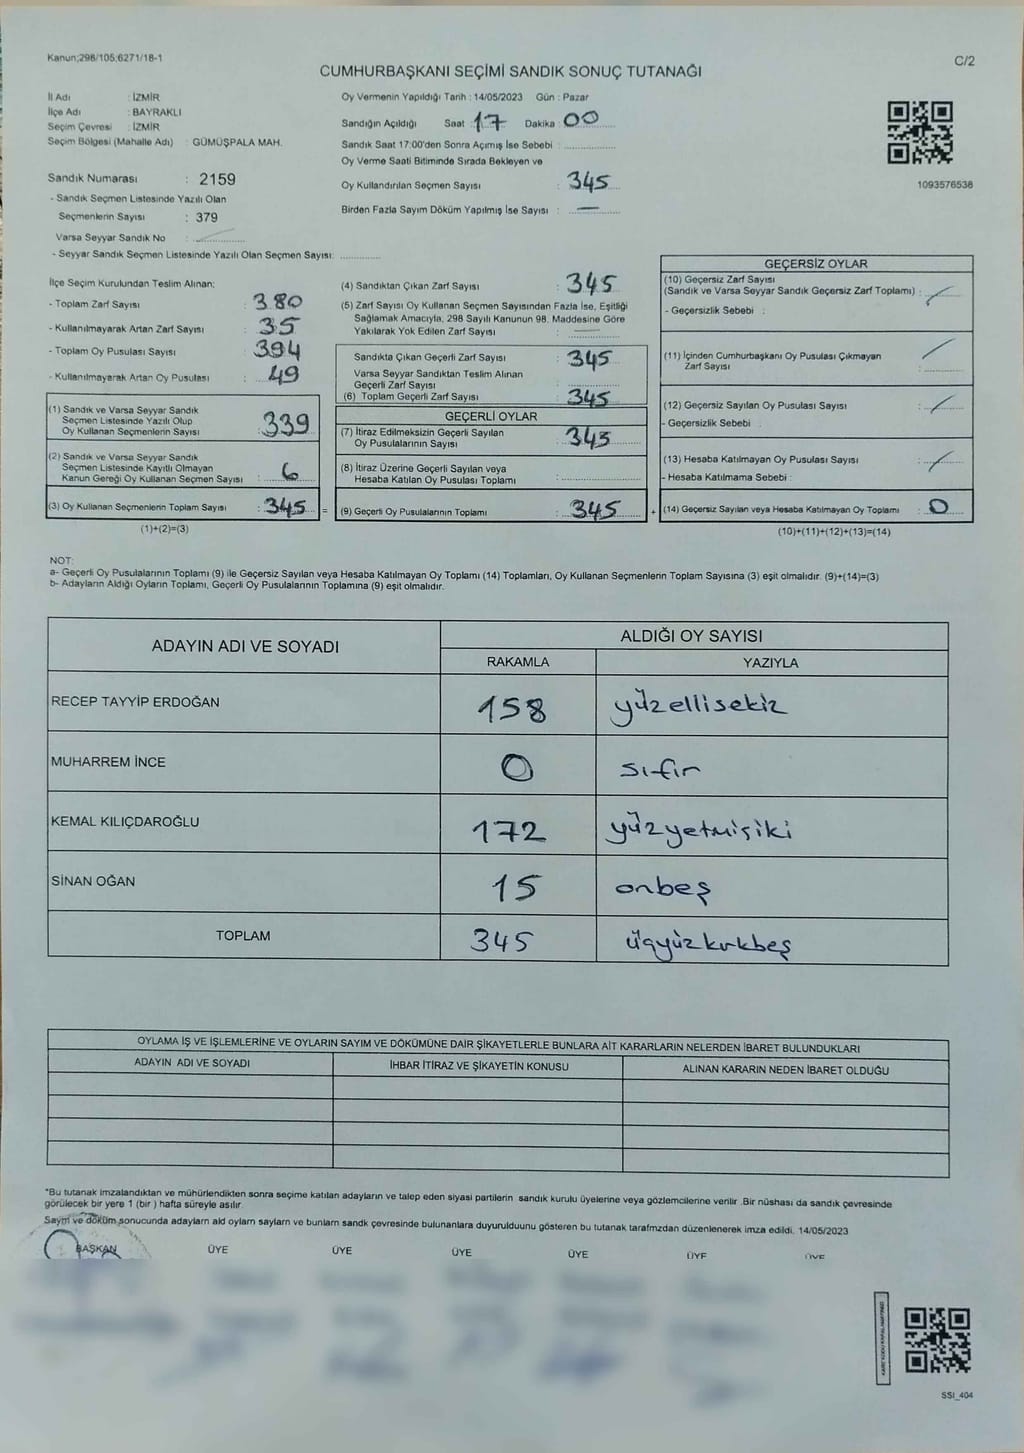 Kanun;298/105;6271/18-1
C/2
CUMHURBAŞKANI SEÇİMİ SANDIK SONUÇ TUTANAĞI
İl Adı : İZMİR
İlçe Adı : BAYRAKLI
Seçim Çevresi : İZMİR
Seçim Bölgesi (Mahalle Adı) : GÜMÜŞPALA MAH.
Sandık Numarası : 2159
- Sandık Seçmen Listesinde Yazılı Olan
Seçmenlerin Sayısı : 379
Varsa Seyyar Sandık No :
- Seyyar Sandık Seçmen Listesinde Yazılı Olan Seçmen Sayısı:
Oy Vermenin Yapıldığı Tarih : 14/05/2023 Gün : Pazar
Sandığın Açıldığı Saat : 17 Dakika : 00
Sandık Saat 17:00'den Sonra Açımış İse Sebebi :
Oy Verme Saati Bitiminde Sırada Bekleyen ve
Oy Kullandırılan Seçmen Sayısı : 345
Birden Fazla Sayım Döküm Yapılmış İse Sayısı : —
1093576538
İlçe Seçim Kurulundan Teslim Alınan;
- Toplam Zarf Sayısı : 380
- Kullanılmayarak Artan Zarf Sayısı : 35
- Toplam Oy Pusulası Sayısı : 394
- Kullanılmayarak Artan Oy Pusulası : 49
(1) Sandık ve Varsa Seyyar Sandık
Seçmen Listesinde Yazılı Olup
Oy Kullanan Seçmenlerin Sayısı : 339
(2) Sandık ve Varsa Seyyar Sandık
Seçmen Listesinde Kayıtlı Olmayan
Kanun Gereği Oy Kullanan Seçmen Sayısı : 6
(3) Oy Kullanan Seçmenlerin Toplam Sayısı : 345 =
(1)+(2)=(3)
(4) Sandıktan Çıkan Zarf Sayısı : 345
(5) Zarf Sayısı Oy Kullanan Seçmen Sayısından Fazla İse, Eşitliği
Sağlamak Amacıyla, 298 Sayılı Kanunun 98. Maddesine Göre
Yakılarak Yok Edilen Zarf Sayısı : —
Sandıkta Çıkan Geçerli Zarf Sayısı : 345
Varsa Seyyar Sandıktan Teslim Alınan
Geçerli Zarf Sayısı :
(6) Toplam Geçerli Zarf Sayısı : 345
GEÇERLİ OYLAR
(7) İtiraz Edilmeksizin Geçerli Sayılan
Oy Pusulalarının Sayısı : 345
(8) İtiraz Üzerine Geçerli Sayılan veya
Hesaba Katılan Oy Pusulası Toplamı :
(9) Geçerli Oy Pusulalarının Toplamı : 345 +
GEÇERSİZ OYLAR
(10) Geçersiz Zarf Sayısı
(Sandık ve Varsa Seyyar Sandık Geçersiz Zarf Toplamı) :
- Geçersizlik Sebebi :
(11) İçinden Cumhurbaşkanı Oy Pusulası Çıkmayan
Zarf Sayısı :
(12) Geçersiz Sayılan Oy Pusulası Sayısı :
- Geçersizlik Sebebi :
(13) Hesaba Katılmayan Oy Pusulası Sayısı :
- Hesaba Katılmama Sebebi :
(14) Geçersiz Sayılan veya Hesaba Katılmayan Oy Toplamı : 0
(10)+(11)+(12)+(13)=(14)
NOT:
a- Geçerli Oy Pusulalarının Toplamı (9) ile Geçersiz Sayılan veya Hesaba Katılmayan Oy Toplamı (14) Toplamları, Oy Kullanan Seçmenlerin Toplam Sayısına (3) eşit olmalıdır. (9)+(14)=(3)
b- Adayların Aldığı Oyların Toplamı, Geçerli Oy Pusulalarının Toplamına (9) eşit olmalıdır.
ADAYIN ADI VE SOYADI
ALDIĞI OY SAYISI
RAKAMLA YAZIYLA
RECEP TAYYİP ERDOĞAN 158 yüzellisekiz
MUHARREM İNCE 0 sıfır
KEMAL KILIÇDAROĞLU 172 yüzyetmişiki
SİNAN OĞAN 15 onbeş
TOPLAM 345 üçyüzkırkbeş
OYLAMA İŞ VE İŞLEMLERİNE VE OYLARIN SAYIM VE DÖKÜMÜNE DAİR ŞİKAYETLERLE BUNLARA AİT KARARLARIN NELERDEN İBARET BULUNDUKLARI
ADAYIN ADI VE SOYADI İHBAR İTİRAZ VE ŞİKAYETİN KONUSU ALINAN KARARIN NEDEN İBARET OLDUĞU
*Bu tutanak imzalandıktan ve mühürlendikten sonra seçime katılan adayların ve talep eden siyasi partilerin sandık kurulu üyelerine veya gözlemcilerine verilir .Bir nüshası da sandık çevresinde
görülecek bir yere 1 (bir ) hafta süreyle asılır.
Sayım ve döküm sonucunda adaylarn ald oylarn saylarn ve bunlarn sandk çevresinde bulunanlara duyurulduunu gösteren bu tutanak tarafmzdan düzenlenerek imza edildi. 14/05/2023
BAŞKAN ÜYE ÜYE ÜYE ÜYE ÜYE ÜYE
SSI_404